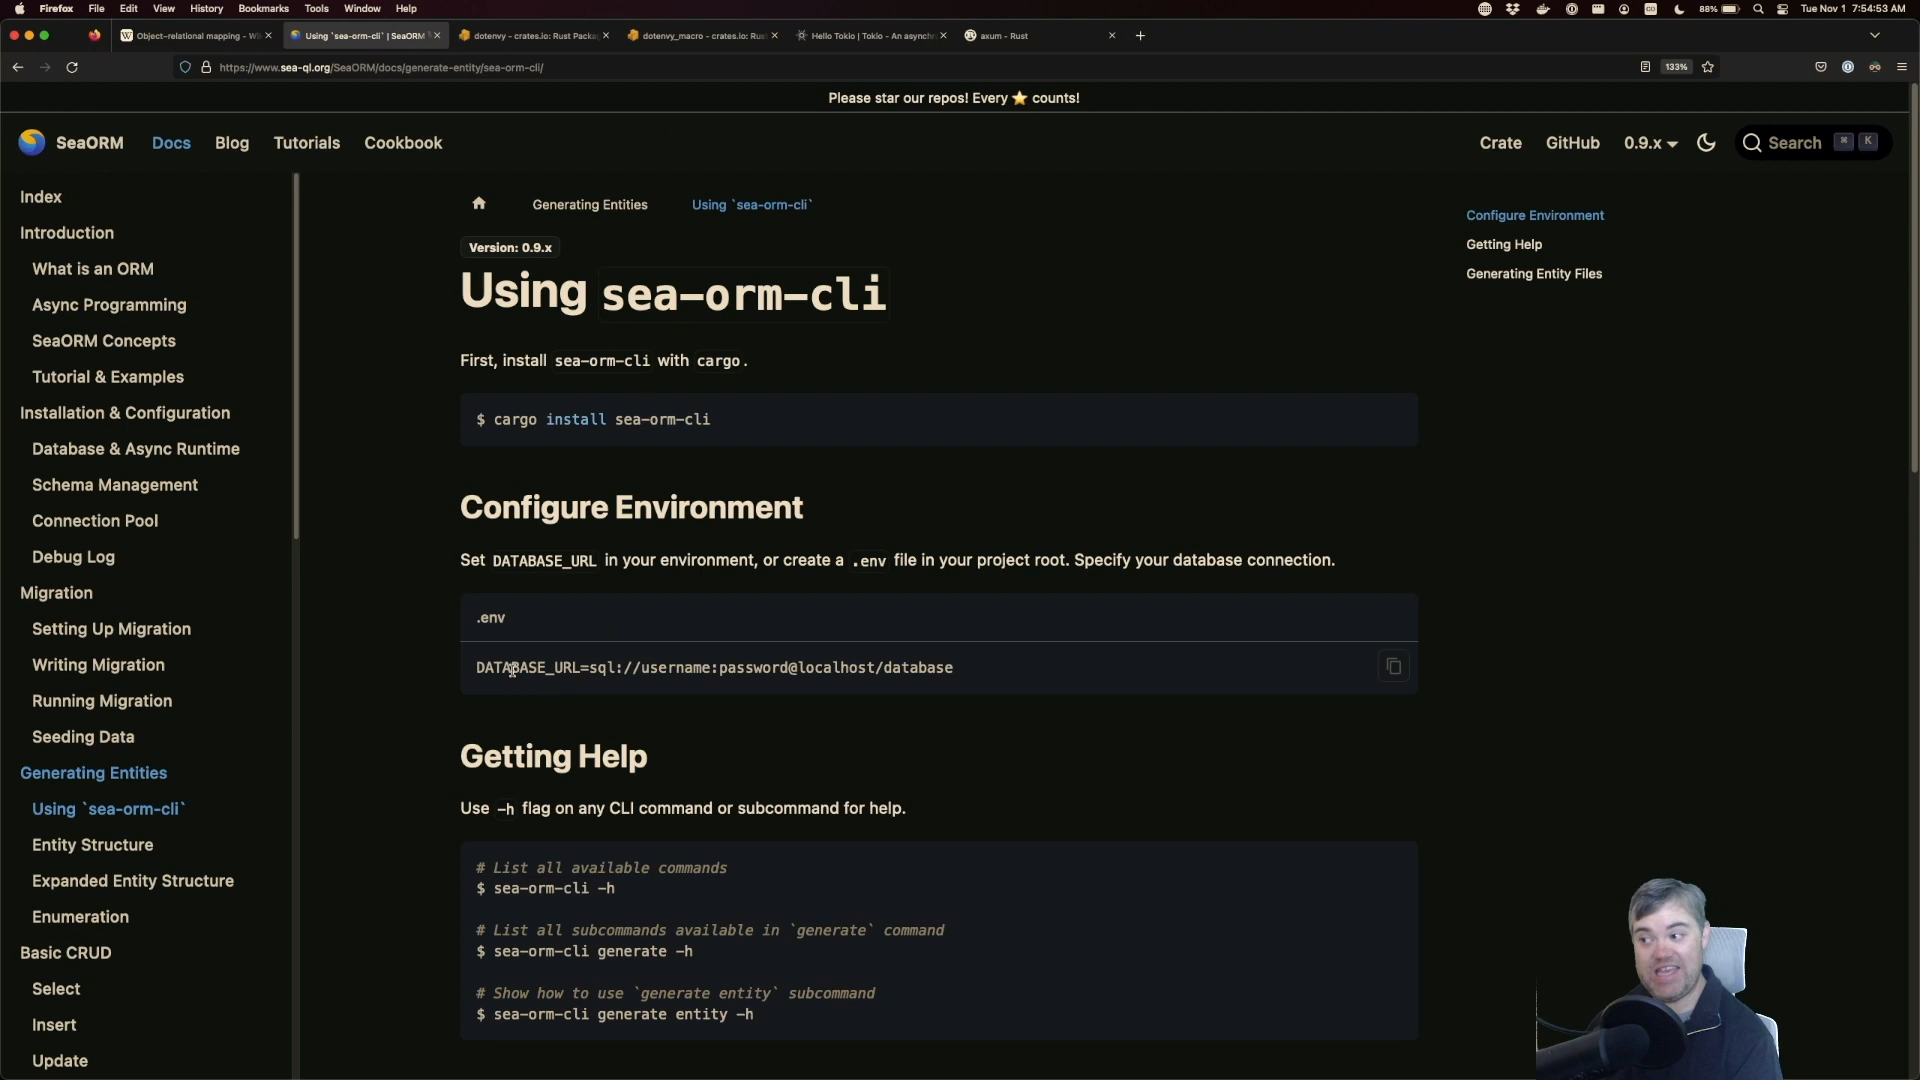 Firefox File Edit View History Bookmarks Tools Window Help
88% Tue Nov 1 7:54:53 AM
Object–relational mapping - Wi
Using `sea-orm-cli` | SeaORM
dotenvy - crates.io: Rust Packa
dotenvy_macro - crates.io: Rus
Hello Tokio | Tokio - An asynchr
axum - Rust
https://www.sea-ql.org/SeaORM/docs/generate-entity/sea-orm-cli/
133%
Please star our repos! Every ⭐ counts!
SeaORM Docs Blog Tutorials Cookbook
Crate GitHub 0.9.x Search ⌘ K
Index
Introduction
What is an ORM
Async Programming
SeaORM Concepts
Tutorial & Examples
Installation & Configuration
Database & Async Runtime
Schema Management
Connection Pool
Debug Log
Migration
Setting Up Migration
Writing Migration
Running Migration
Seeding Data
Generating Entities
Using `sea-orm-cli`
Entity Structure
Expanded Entity Structure
Enumeration
Basic CRUD
Select
Insert
Update
Generating Entities
Using `sea-orm-cli`
Version: 0.9.x
Using sea-orm-cli
First, install sea-orm-cli with cargo.
$ cargo install sea-orm-cli
Configure Environment
Set DATABASE_URL in your environment, or create a .env file in your project root. Specify your database connection.
.env
DATABASE_URL=sql://username:password@localhost/database
Getting Help
Use -h flag on any CLI command or subcommand for help.
# List all available commands
$ sea-orm-cli -h
# List all subcommands available in `generate` command
$ sea-orm-cli generate -h
# Show how to use `generate entity` subcommand
$ sea-orm-cli generate entity -h
Configure Environment
Getting Help
Generating Entity Files